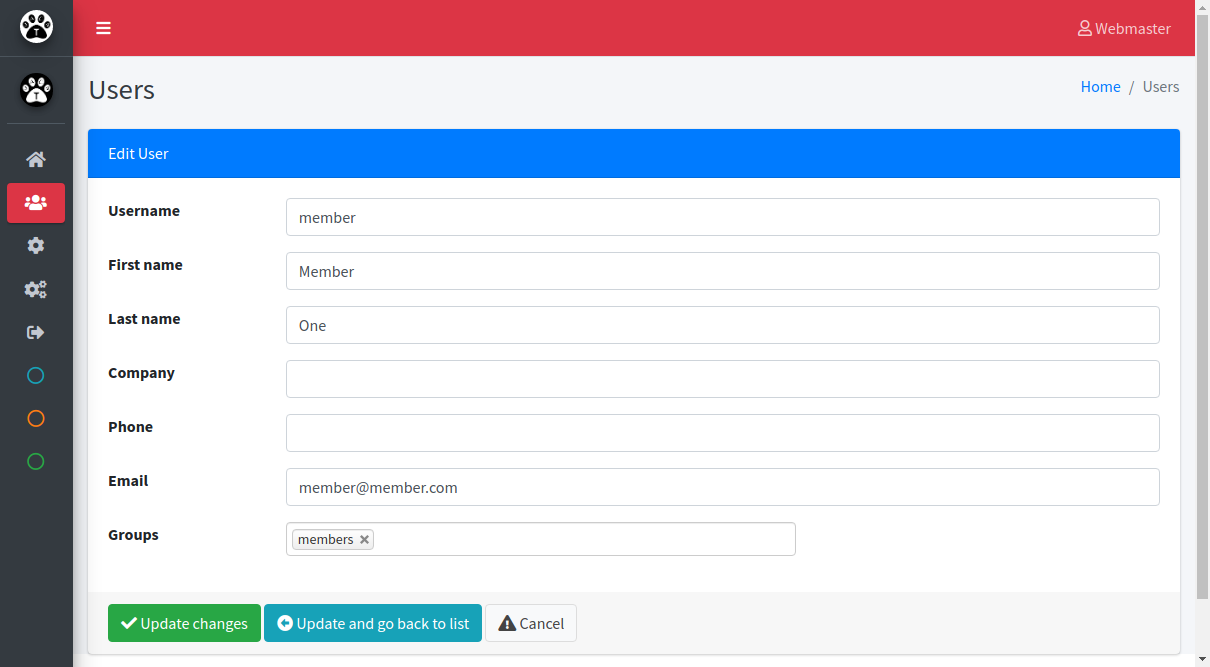 T
Webmaster
T
Users
Home / Users
Edit User
Username
member
First name
Member
Last name
One
Company
Phone
Email
member@member.com
Groups
members
Update changes
Update and go back to list
Cancel